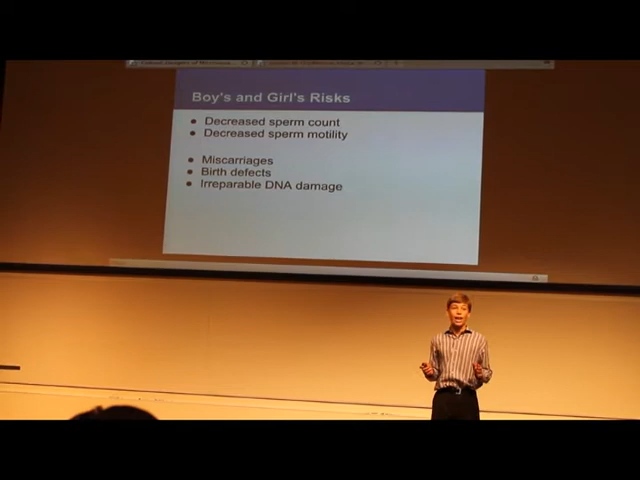 Boy's and Girl's Risks
Decreased sperm count
Decreased sperm motility
Miscarriages
Birth defects
Irreparable DNA damage